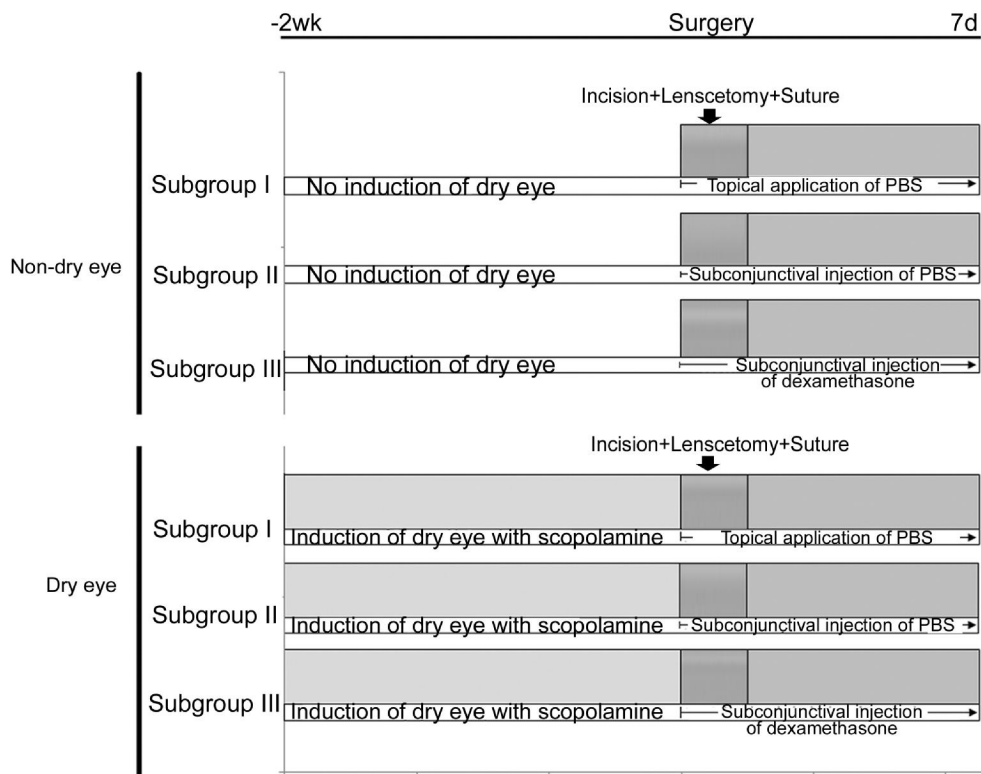 -2wk Surgery 7d
Incision+Lenscetomy+Suture
Non-dry eye
Subgroup I
No induction of dry eye
Topical application of PBS
Subgroup II
No induction of dry eye
Subconjunctival injection of PBS
Subgroup III
No induction of dry eye
Subconjunctival injection
of dexamethasone
Incision+Lenscetomy+Suture
Dry eye
Subgroup I
Induction of dry eye with scopolamine
Topical application of PBS
Subgroup II
Induction of dry eye with scopolamine
Subconjunctival injection of PBS
Subgroup III
Induction of dry eye with scopolamine
Subconjunctival injection
of dexamethasone